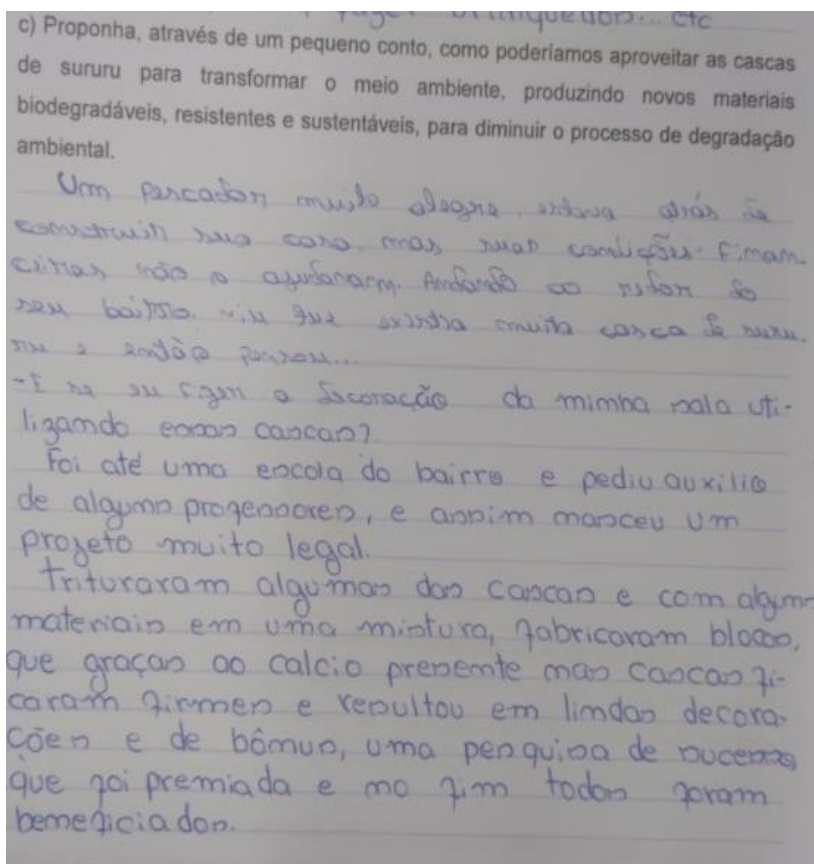 fazer brinquedos... etc
c) Proponha, através de um pequeno conto, como poderíamos aproveitar as cascas
de sururu para transformar o meio ambiente, produzindo novos materiais
biodegradáveis, resistentes e sustentáveis, para diminuir o processo de degradação
ambiental.
Um pescador muito alegre, estava atrás de
construir sua casa, mas suas condições finan
ceiras não o ajudaram. Andando ao redor do
seu bairro, viu que existia muita casca de suru.
ru e então pensou...
- E se eu fizer a decoração da minha sala uti-
lizando essas cascas?
Foi até uma escola do bairro e pediu auxílio
de alguns professores, e assim nasceu um
projeto muito legal.
Trituraram algumas das cascas e com alguns
materiais em uma mistura, fabricaram blocos,
que graças ao calcio presente nas cascas fi-
caram firmes e resultou em lindas decora-
ções e de bônus, uma pesquisa de sucesso
que foi premiada e no fim todos foram
beneficiados.